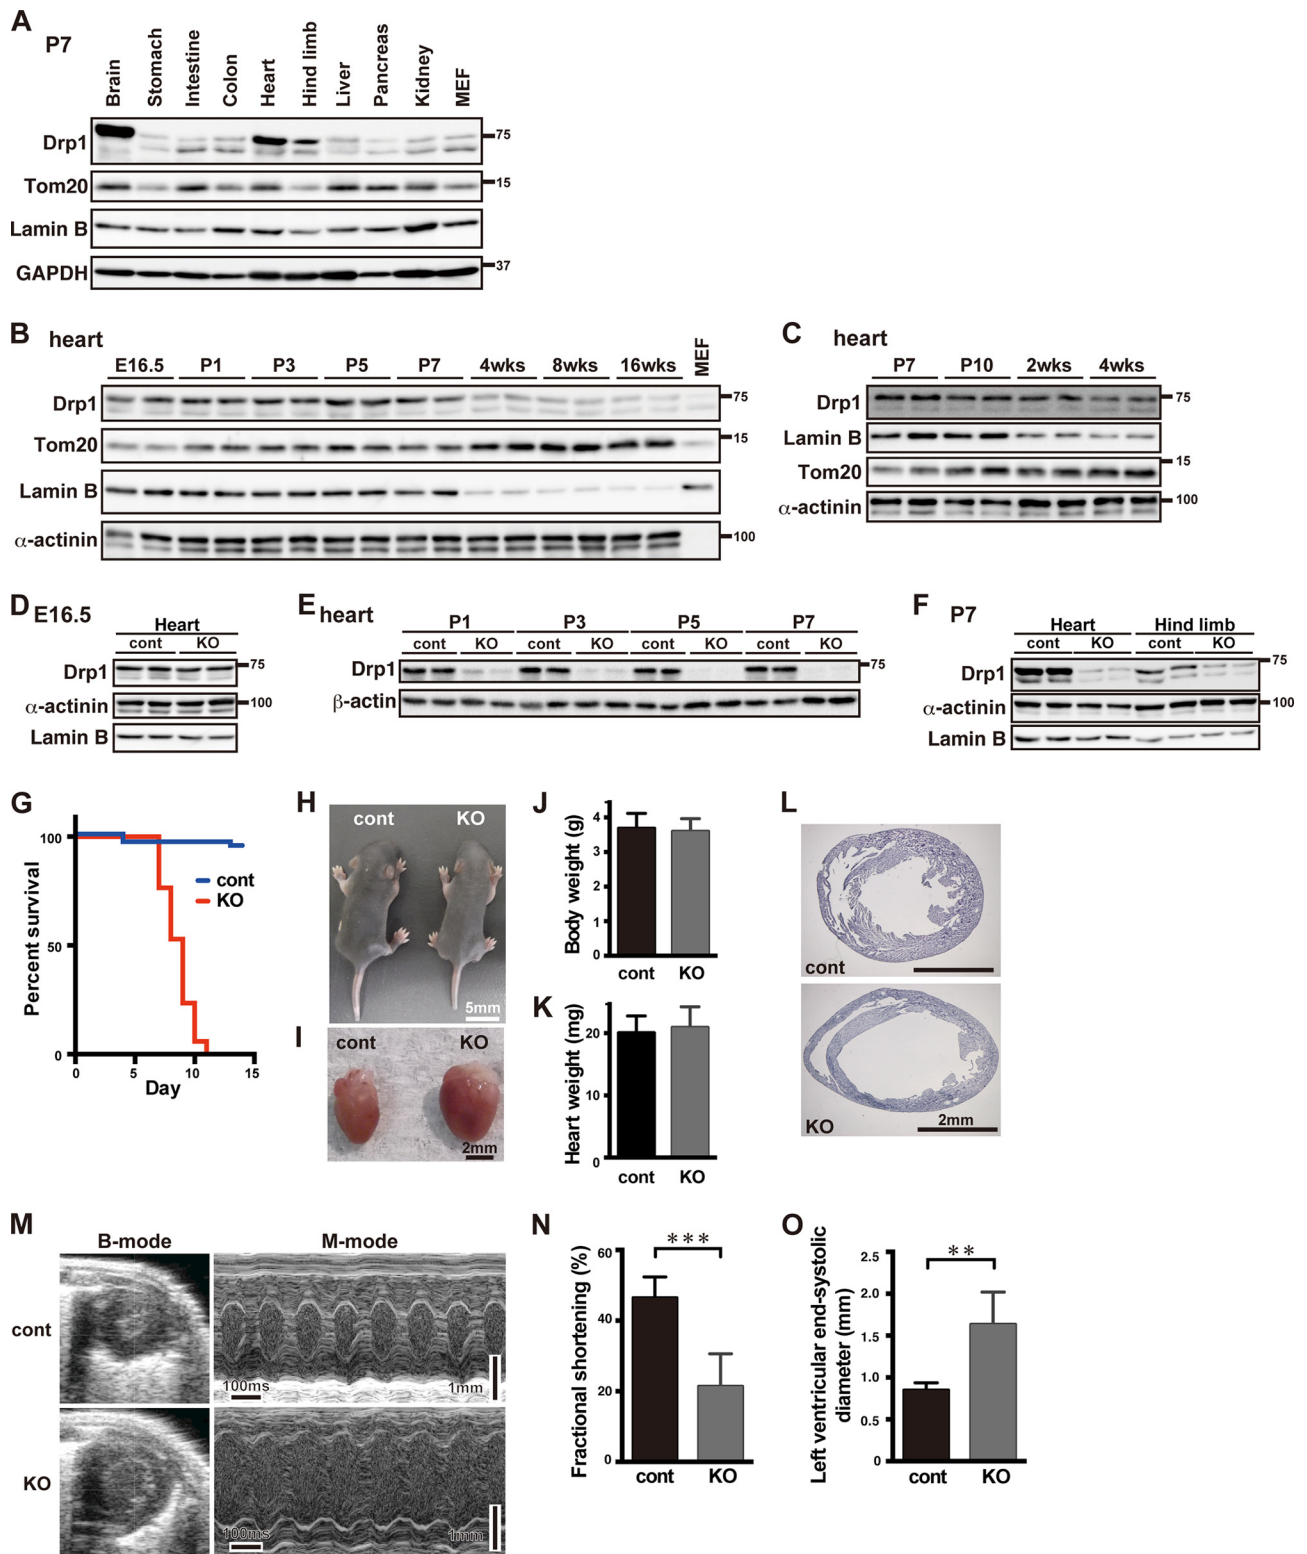 A
P7
Brain
Stomach
Intestine
Colon
Heart
Hind limb
Liver
Pancreas
Kidney
MEF
Drp1
75
Tom20
15
Lamin B
GAPDH
37
B
heart
E16.5 P1 P3 P5 P7 4wks 8wks 16wks MEF
Drp1
75
Tom20
15
Lamin B
α-actinin
100
C
heart
P7 P10 2wks 4wks
Drp1
75
Lamin B
Tom20
15
α-actinin
100
D
E16.5
Heart
cont KO
Drp1
75
α-actinin
100
Lamin B
E
heart
P1 P3 P5 P7
cont KO cont KO cont KO cont KO
Drp1
75
β-actin
F
P7
Heart Hind limb
cont KO cont KO
Drp1
75
α-actinin
100
Lamin B
G
Percent survival
100
50
0
cont
KO
0 5 10 15
Day
H
cont KO
5mm
I
cont KO
2mm
J
Body weight (g)
4
3
2
1
0
cont KO
K
Heart weight (mg)
20
10
0
cont KO
L
cont
KO
2mm
M
B-mode M-mode
cont
100ms
1mm
KO
100ms
1mm
N
Fractional shortening (%)
60
40
20
0
***
cont KO
O
Left ventricular end-systolic
diameter (mm)
2.5
2.0
1.5
1.0
0.5
0
**
cont KO